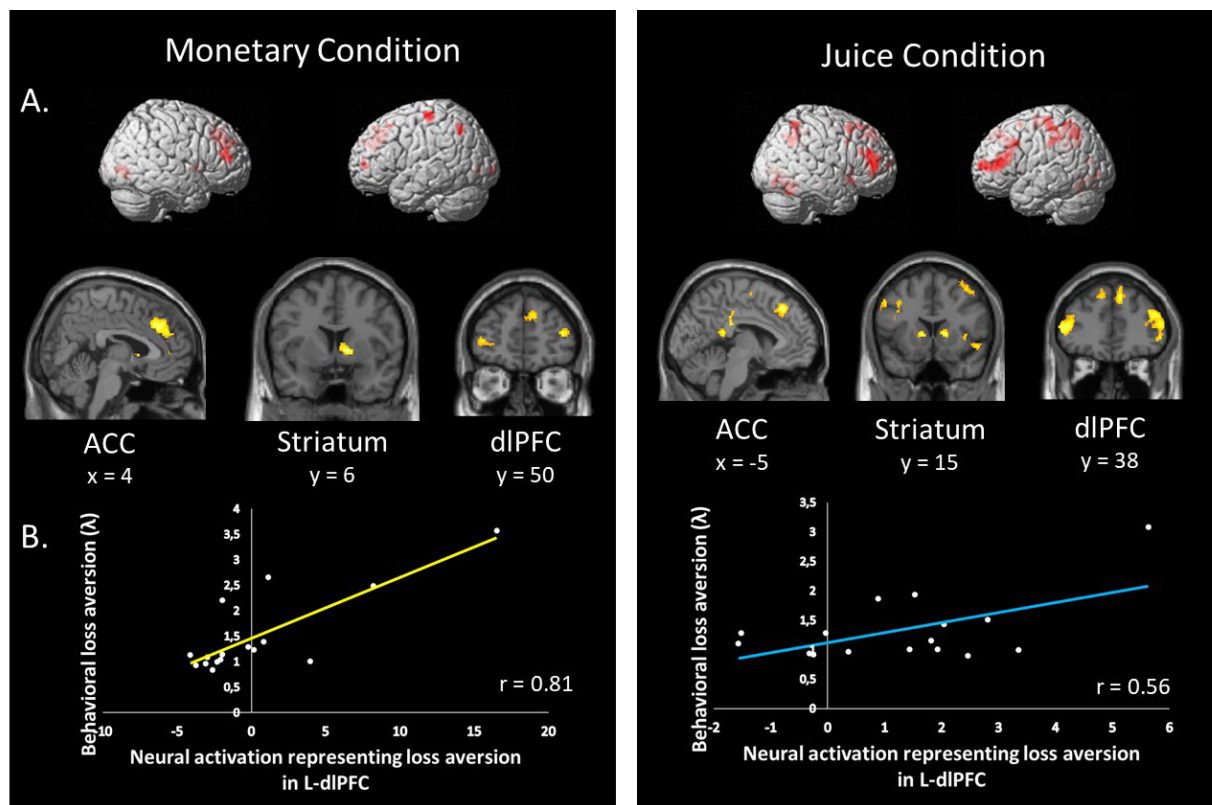 Monetary Condition
A.
ACC
x = 4
Striatum
y = 6
dlPFC
y = 50
B.
Behavioral loss aversion (λ)
4
3,5
3
2,5
2
1,5
1
0,5
0
-5
0
5
10
15
20
r = 0.81
Neural activation representing loss aversion
in L-dlPFC
Juice Condition
ACC
x = -5
Striatum
y = 15
dlPFC
y = 38
Behavioral loss aversion (λ)
3,5
3
2,5
2
1,5
1
0,5
0
-2
-1
0
1
2
3
4
5
6
r = 0.56
Neural activation representing loss aversion
in L-dlPFC